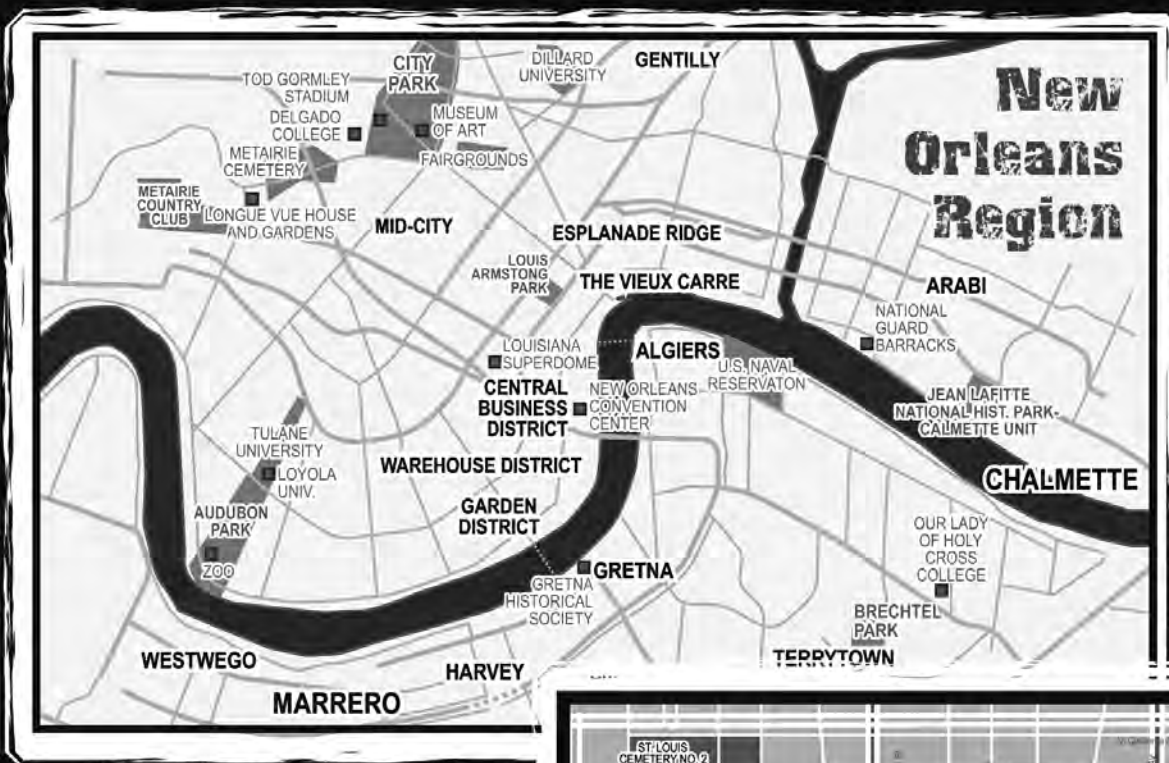 New
Orleans
Region
CITY
PARK
DILLARD
UNIVERSITY
GENTILLY
TOD GORMLEY
STADIUM
DELGADO
COLLEGE
MUSEUM
OF ART
METAIRIE
CEMETERY
FAIRGROUNDS
METAIRIE
COUNTRY
CLUB
LONGUE VUE HOUSE
AND GARDENS
MID-CITY
ESPLANADE RIDGE
LOUIS
ARMSTONG
PARK
THE VIEUX CARRE
ARABI
NATIONAL
GUARD
BARRACKS
LOUISIANA
SUPERDOME
ALGIERS
U.S. NAVAL
RESERVATON
CENTRAL
BUSINESS
DISTRICT
NEW ORLEANS
CONVENTION
CENTER
JEAN LAFITTE
NATIONAL HIST. PARK-
CALMETTE UNIT
TULANE
UNIVERSITY
LOYOLA
UNIV.
WAREHOUSE DISTRICT
CHALMETTE
AUDUBON
PARK
GARDEN
DISTRICT
OUR LADY
OF HOLY
CROSS
COLLEGE
ZOO
GRETNA
GRETNA
HISTORICAL
SOCIETY
BRECHTEL
PARK
WESTWEGO
HARVEY
TERRYTOWN
MARRERO
ST. LOUIS
CEMETERY NO. 2